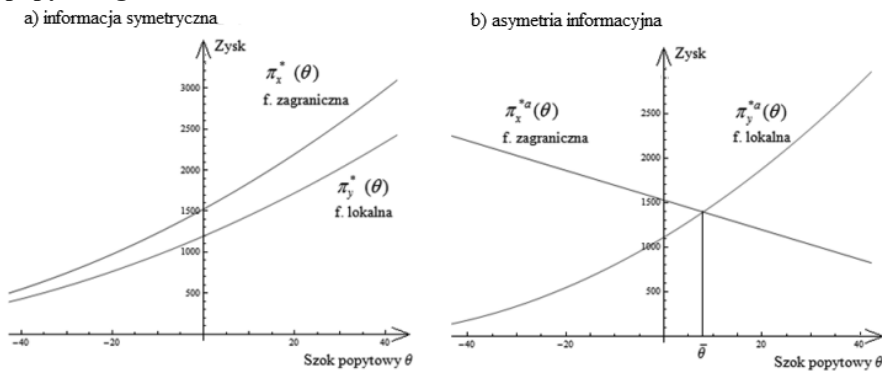 a) informacja symetryczna
Zysk
π*x (θ)
f. zagraniczna
π*y (θ)
f. lokalna
3000
2500
2000
1500
1000
500
−40
−20
20
40
Szok popytowy θ
b) asymetria informacyjna
Zysk
π*ax(θ)
f. zagraniczna
π*ay(θ)
f. lokalna
2500
2000
1500
1000
500
−40
−20
θ̄
20
40
Szok popytowy θ